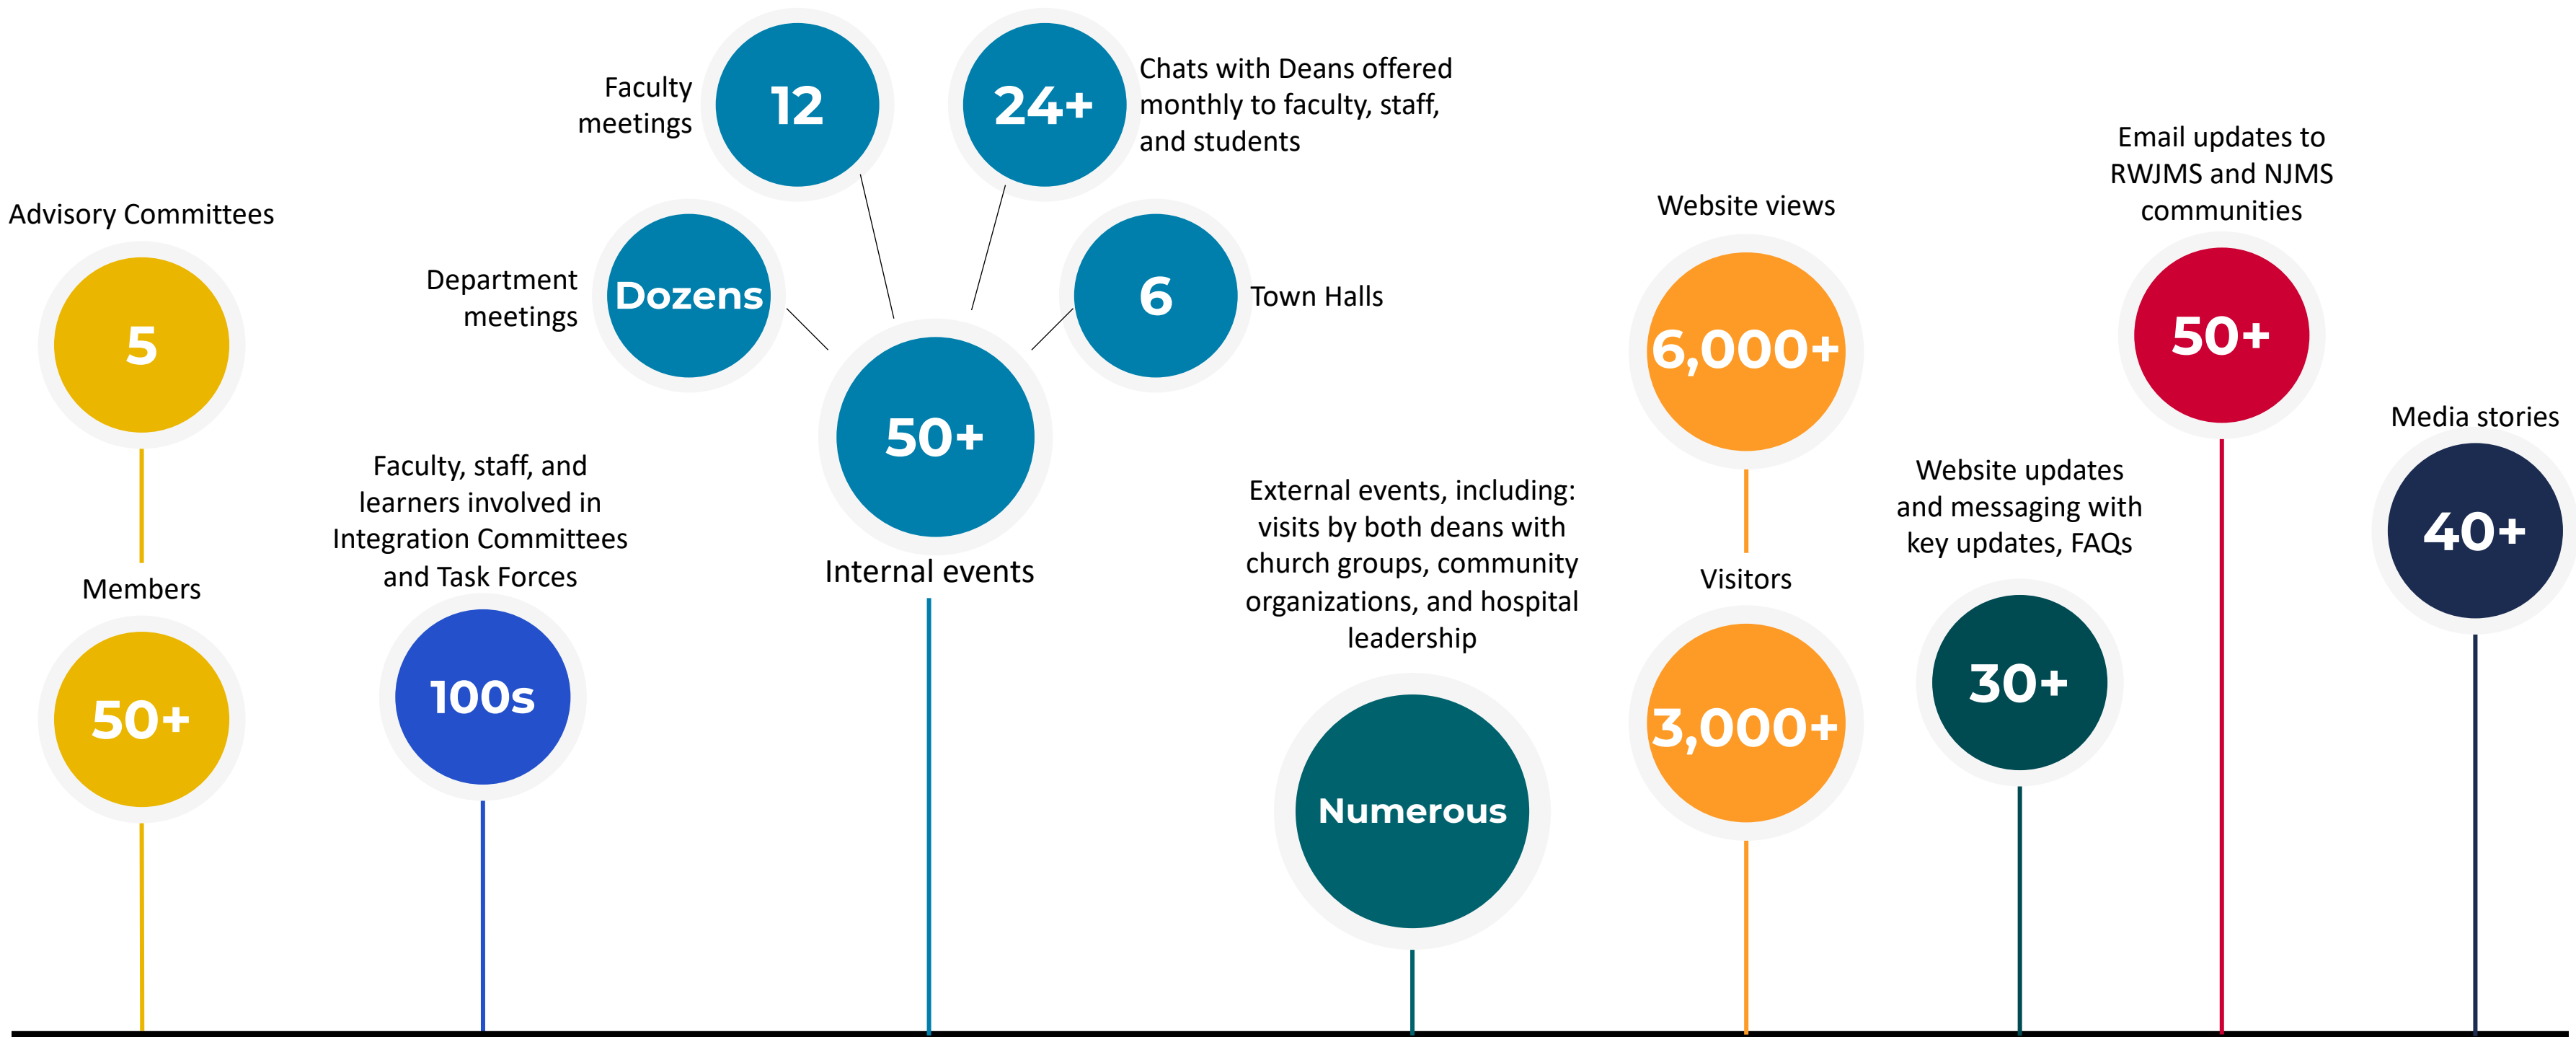 Advisory Committees
5
Members
50+
Faculty, staff, and
learners involved in
Integration Committees
and Task Forces
100s
Faculty
meetings
12
24+
Chats with Deans offered
monthly to faculty, staff,
and students
Department
meetings
Dozens
6
Town Halls
50+
Internal events
External events, including:
visits by both deans with
church groups, community
organizations, and hospital
leadership
Numerous
Website views
6,000+
Visitors
3,000+
Website updates
and messaging with
key updates, FAQs
30+
Email updates to
RWJMS and NJMS
communities
50+
Media stories
40+